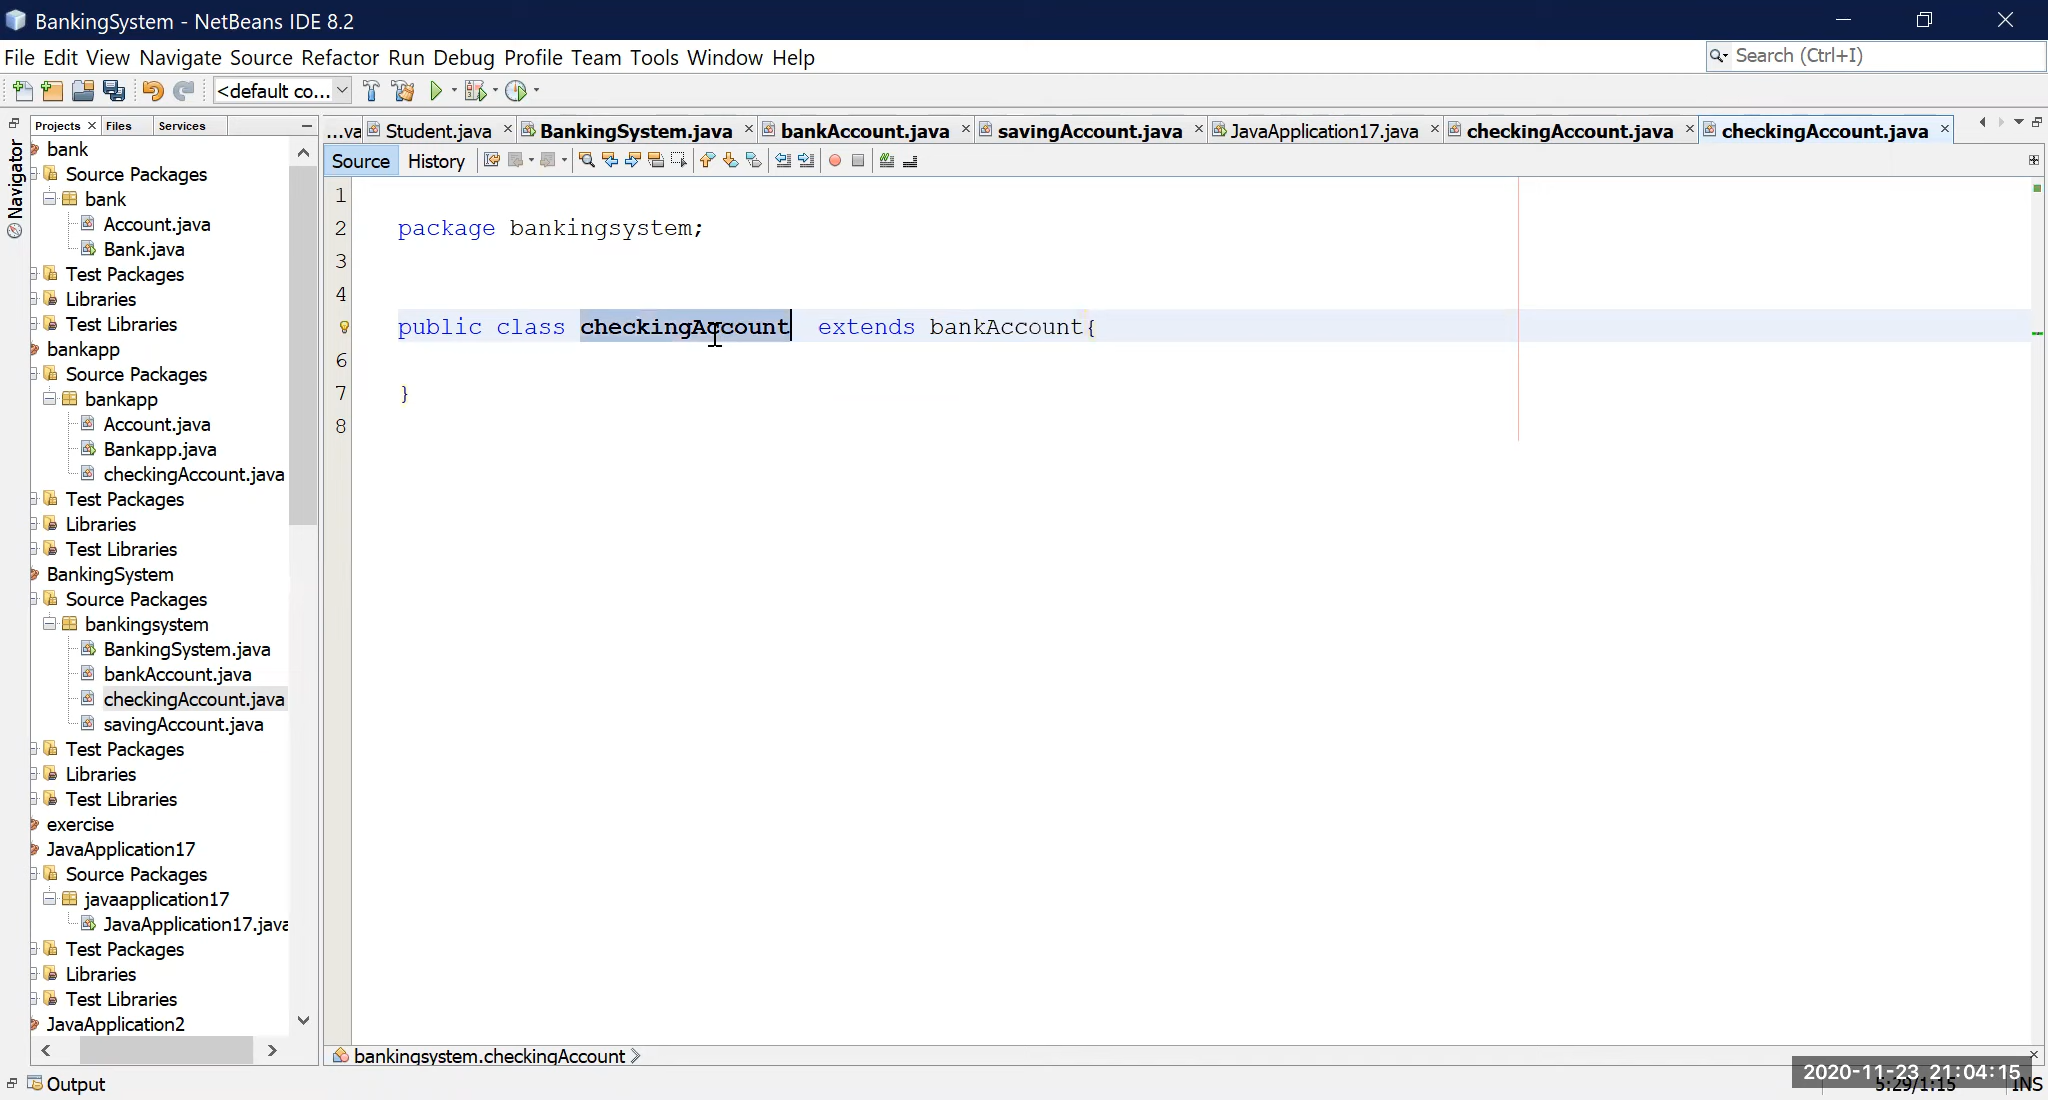 BankingSystem - NetBeans IDE 8.2
File Edit View Navigate Source Refactor Run Debug Profile Team Tools Window Help
Search (Ctrl+I)
<default co...
Projects Files Services
...va Student.java BankingSystem.java bankAccount.java savingAccount.java JavaApplication17.java checkingAccount.java checkingAccount.java
Source History
Navigator
bank
Source Packages
bank
Account.java
Bank.java
Test Packages
Libraries
Test Libraries
bankapp
Source Packages
bankapp
Account.java
Bankapp.java
checkingAccount.java
Test Packages
Libraries
Test Libraries
BankingSystem
Source Packages
bankingsystem
BankingSystem.java
bankAccount.java
checkingAccount.java
savingAccount.java
Test Packages
Libraries
Test Libraries
exercise
JavaApplication17
Source Packages
javaapplication17
JavaApplication17.java
Test Packages
Libraries
Test Libraries
JavaApplication2
1
2 package bankingsystem;
3
4
public class checkingAccount extends bankAccount{
6
7 }
8
bankingsystem.checkingAccount
Output
2020-11-23 21:04:15
5:29/1:15 INS